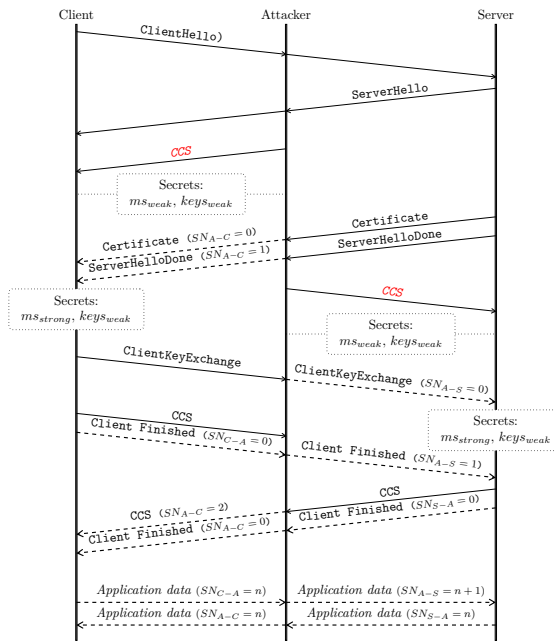 Client Attacker Server
ClientHello)
ServerHello
CCS
Secrets:
ms_weak, keys_weak
Certificate
Certificate (SN_A−C = 0)
ServerHelloDone
ServerHelloDone (SN_A−C = 1)
CCS
Secrets:
ms_strong, keys_weak
Secrets:
ms_weak, keys_weak
ClientKeyExchange
ClientKeyExchange (SN_A−S = 0)
Secrets:
ms_strong, keys_weak
CCS
Client Finished (SN_C−A = 0)
Client Finished (SN_A−S = 1)
CCS
Client Finished (SN_S−A = 0)
CCS (SN_A−C = 2)
Client Finished (SN_A−C = 0)
Application data (SN_C−A = n) Application data (SN_A−S = n + 1)
Application data (SN_A−C = n) Application data (SN_S−A = n)